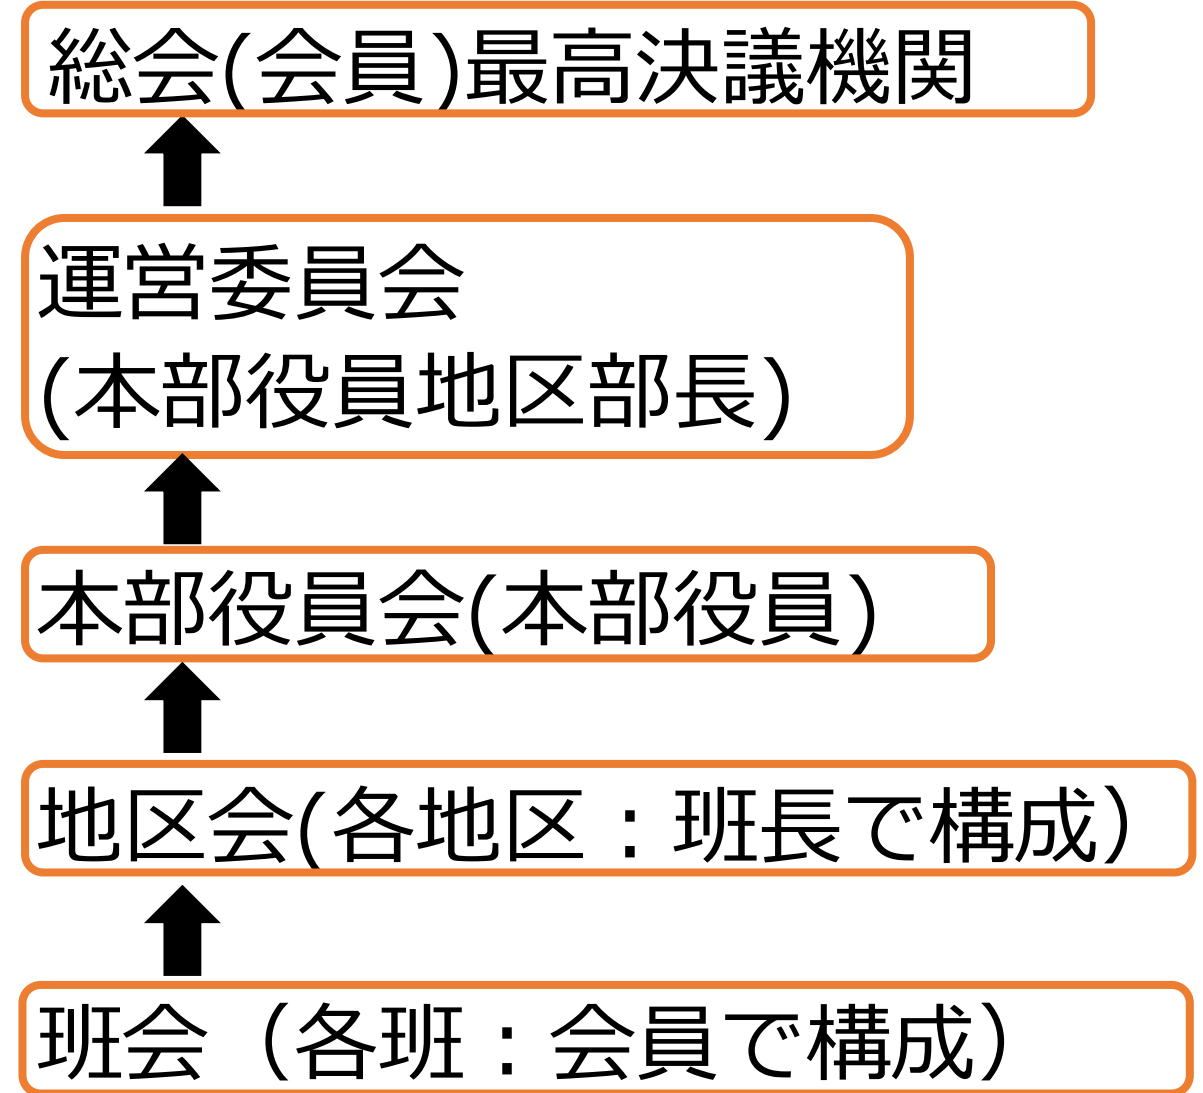 総会(会員)最高決議機関
運営委員会
(本部役員地区部長)
本部役員会(本部役員)
地区会(各地区：班長で構成）
班会（各班：会員で構成）